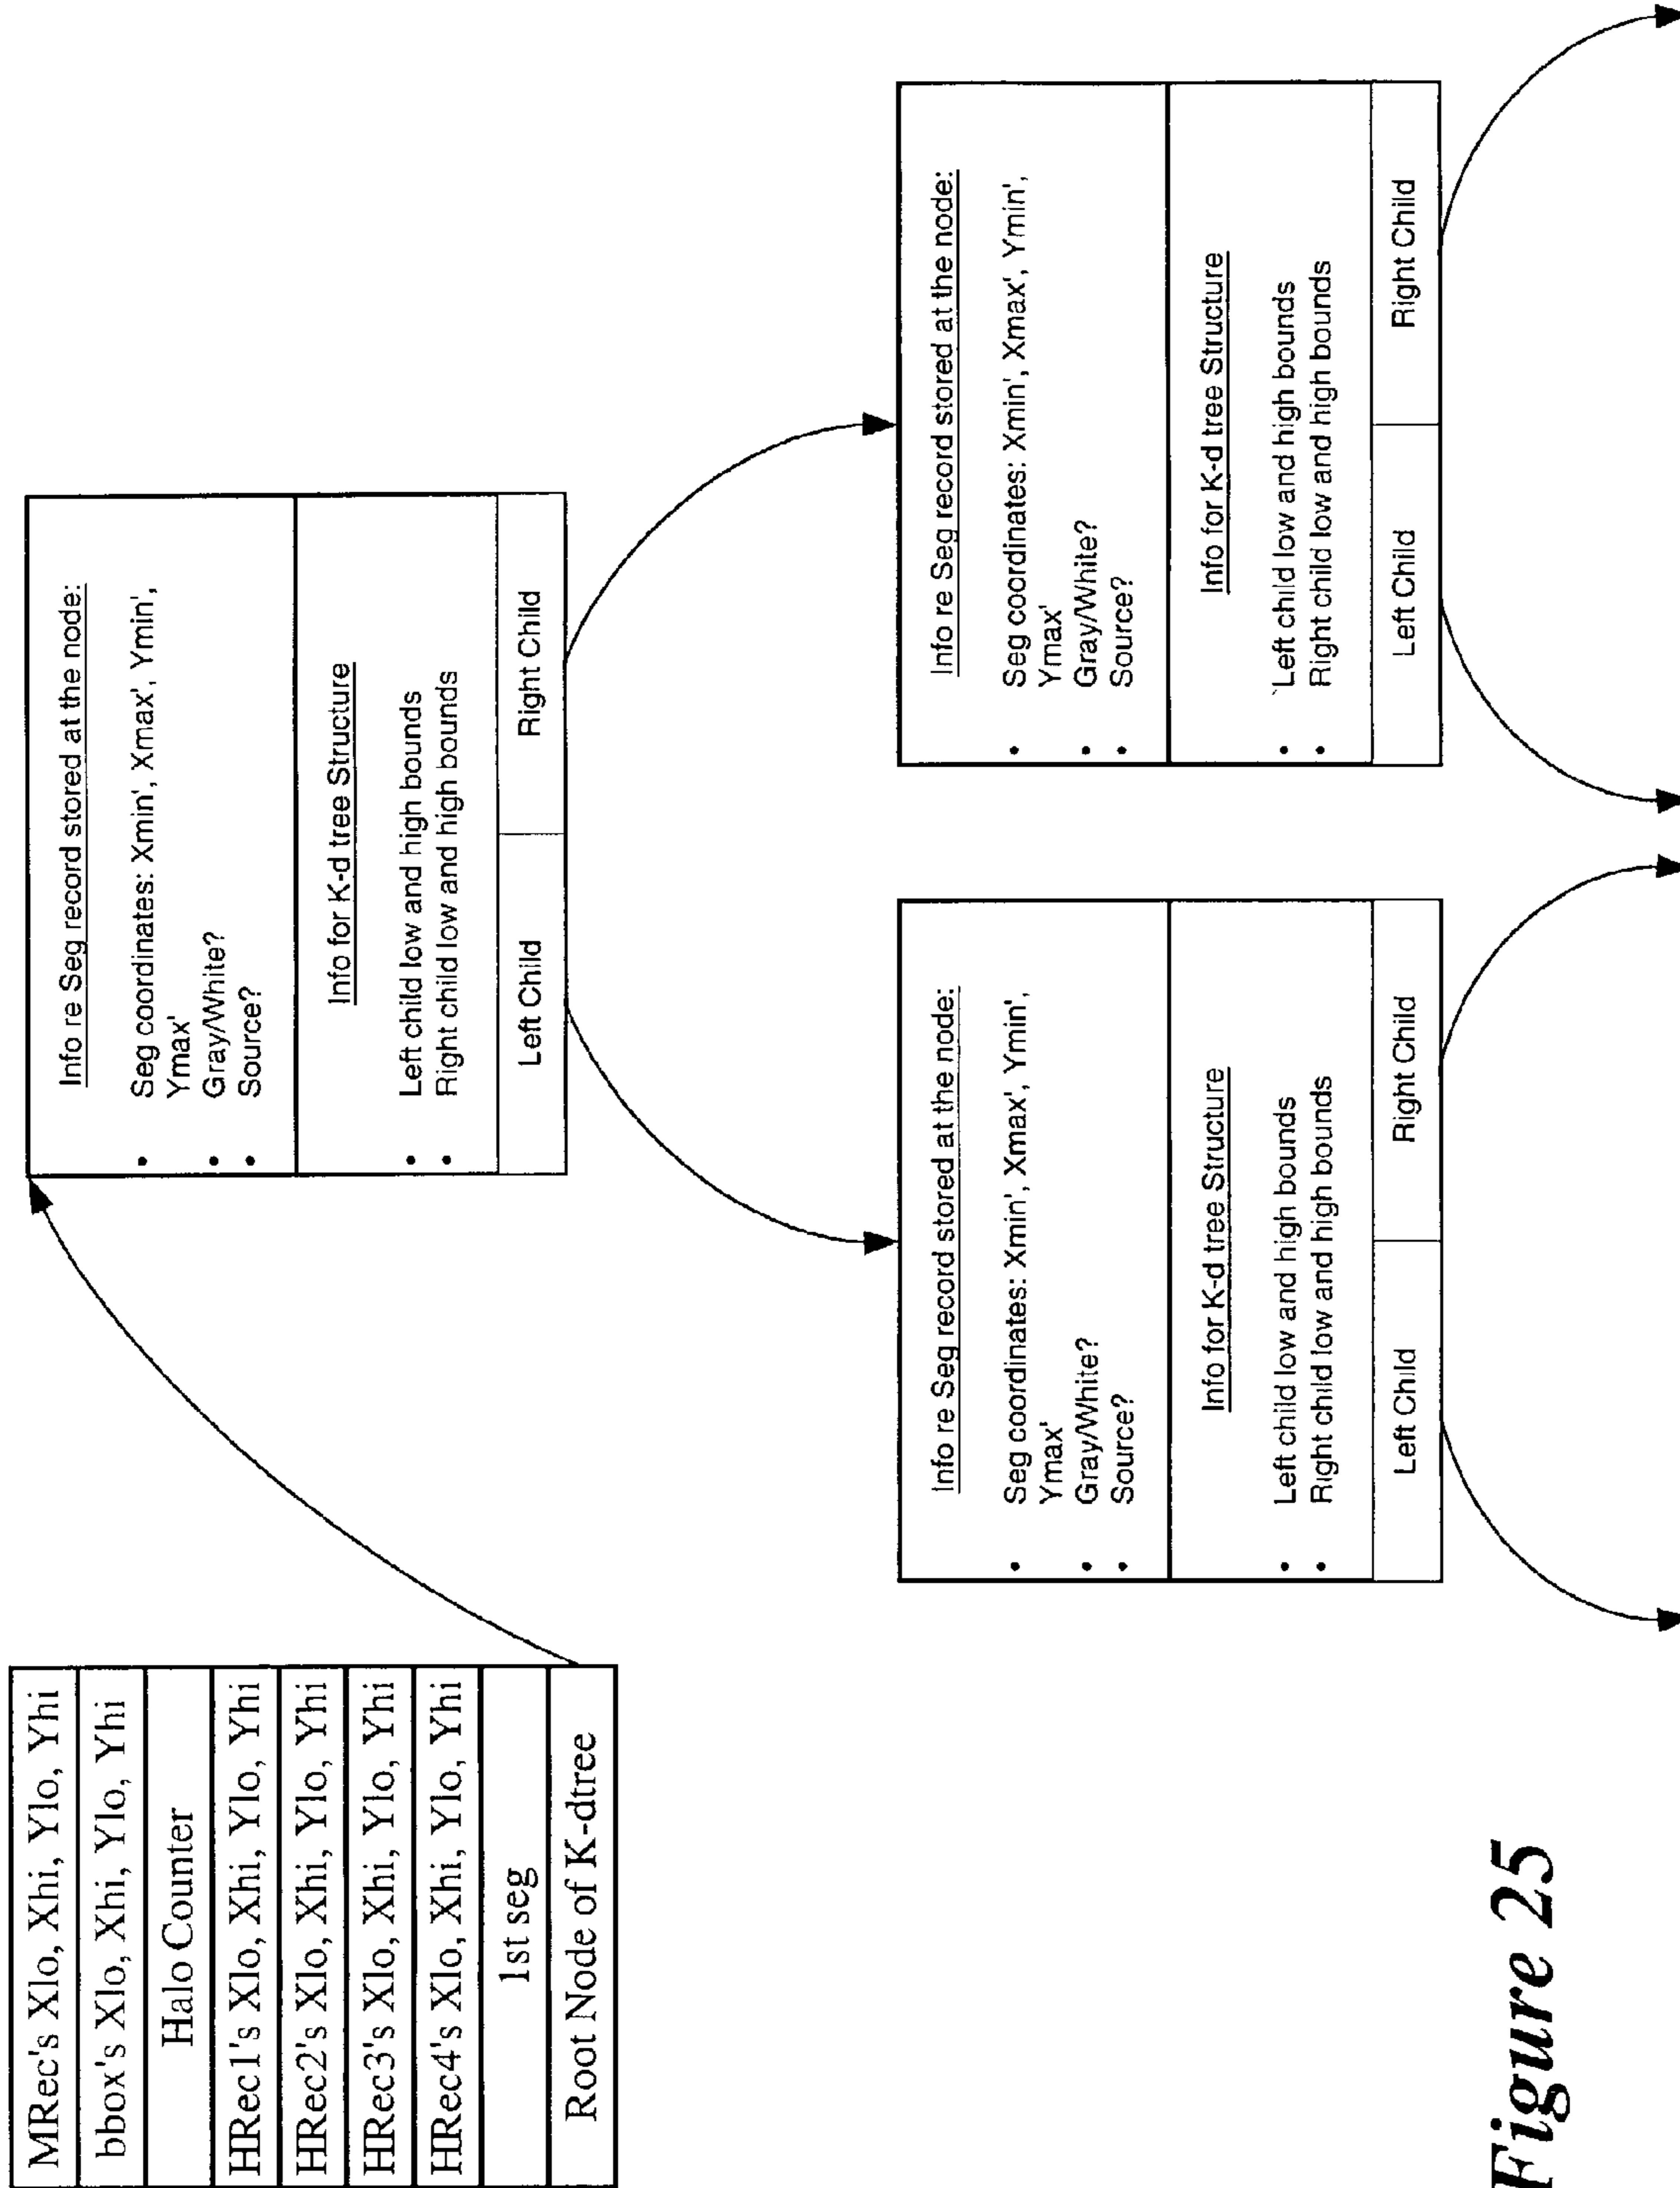 MRec's Xlo, Xhi, Ylo, Yhi
bbox's Xlo, Xhi, Ylo, Yhi
Halo Counter
HRec1's Xlo, Xhi, Ylo, Yhi
HRec2's Xlo, Xhi, Ylo, Yhi
HRec3's Xlo, Xhi, Ylo, Yhi
HRec4's Xlo, Xhi, Ylo, Yhi
1st seg
Root Node of K-dtree
Info re Seg record stored at the node:
• Seg coordinates: Xmin', Xmax', Ymin',
Ymax'
• Gray/White?
• Source?
Info for K-d tree Structure
• Left child low and high bounds
• Right child low and high bounds
Left Child
Right Child
Info re Seg record stored at the node:
• Seg coordinates: Xmin', Xmax', Ymin',
Ymax'
• Gray/White?
• Source?
Info for K-d tree Structure
• Left child low and high bounds
• Right child low and high bounds
Left Child
Right Child
Info re Seg record stored at the node:
• Seg coordinates: Xmin', Xmax', Ymin',
Ymax'
• Gray/White?
• Source?
Info for K-d tree Structure
• Left child low and high bounds
• Right child low and high bounds
Left Child
Right Child
Figure 25